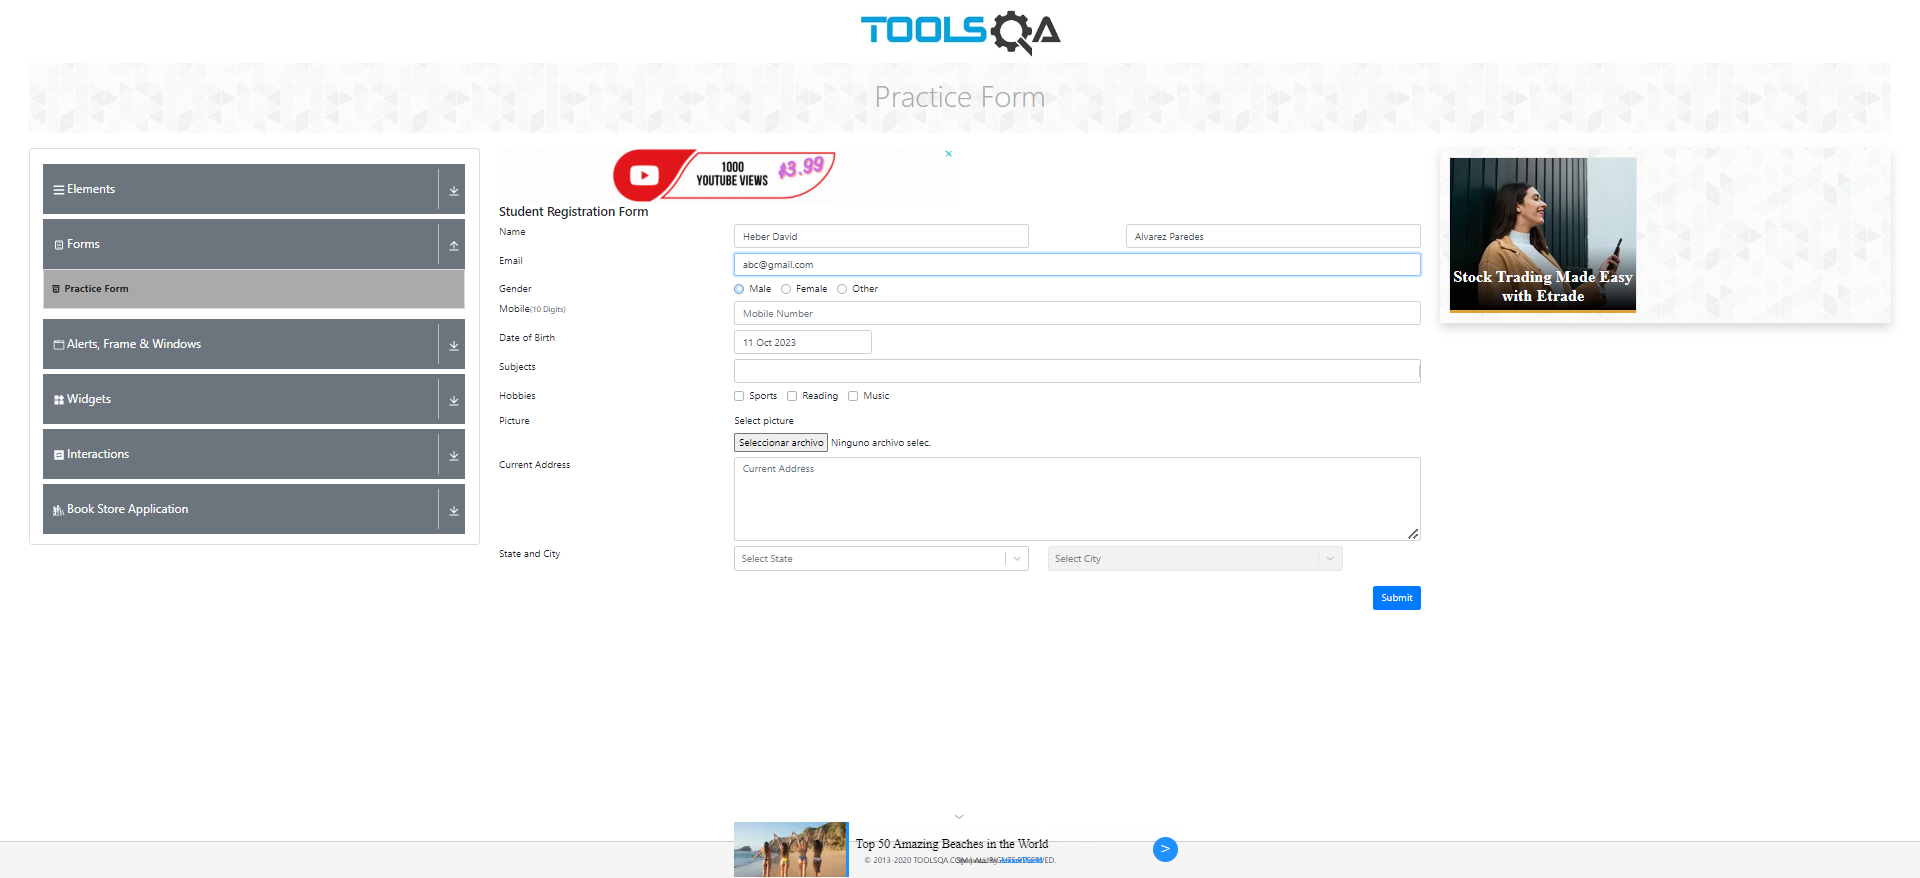 TOOLSQA
Practice Form
Elements
Forms
Practice Form
Alerts, Frame & Windows
Widgets
Interactions
Book Store Application
1000
YOUTUBE VIEWS
$3.99
Student Registration Form
Name
Heber David
Alvarez Paredes
Email
abc@gmail.com
Gender
Male
Female
Other
Mobile(10 Digits)
Mobile Number
Date of Birth
11 Oct 2023
Subjects
Hobbies
Sports
Reading
Music
Picture
Select picture
Seleccionar archivo
Ninguno archivo selec.
Current Address
Current Address
State and City
Select State
Select City
Submit
Stock Trading Made Easy
with Etrade
Top 50 Amazing Beaches in the World
© 2013-2020 TOOLSQA.COM
>